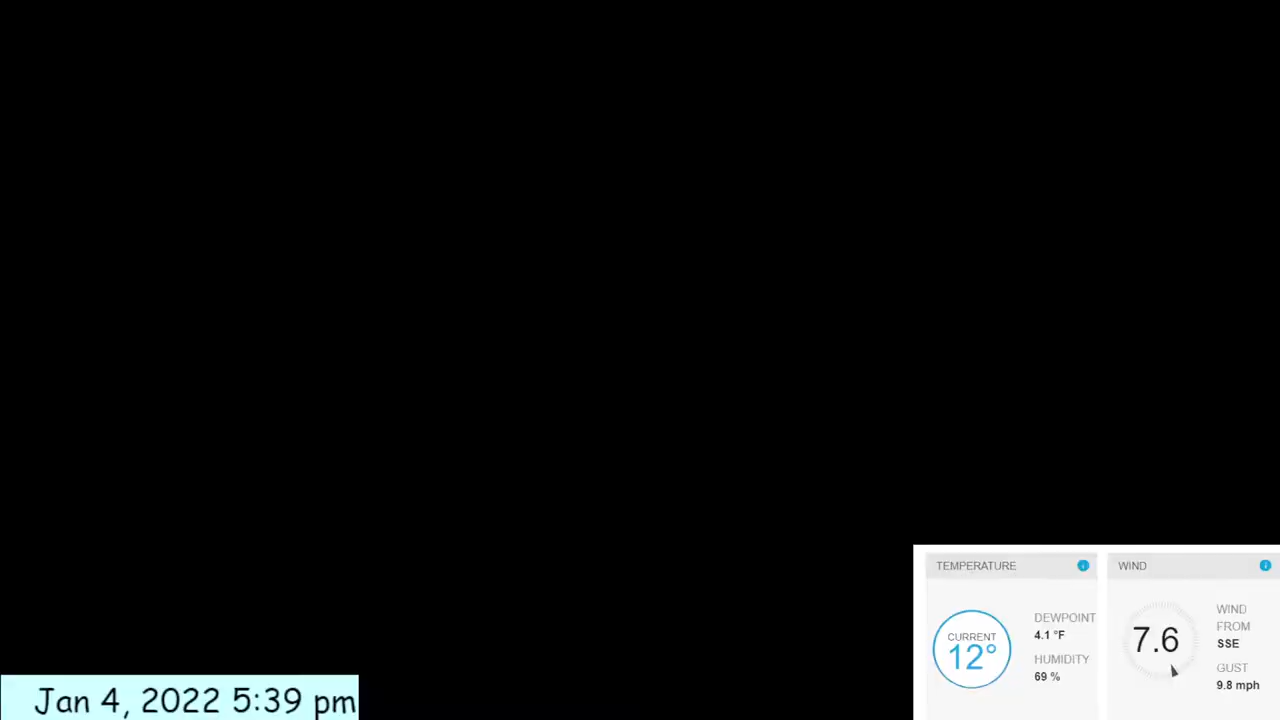 TEMPERATURE
CURRENT
12°
DEWPOINT
4.1 °F
HUMIDITY
69 %
WIND
7.6
WIND
FROM
SSE
GUST
9.8 mph
Jan 4, 2022 5:39 pm